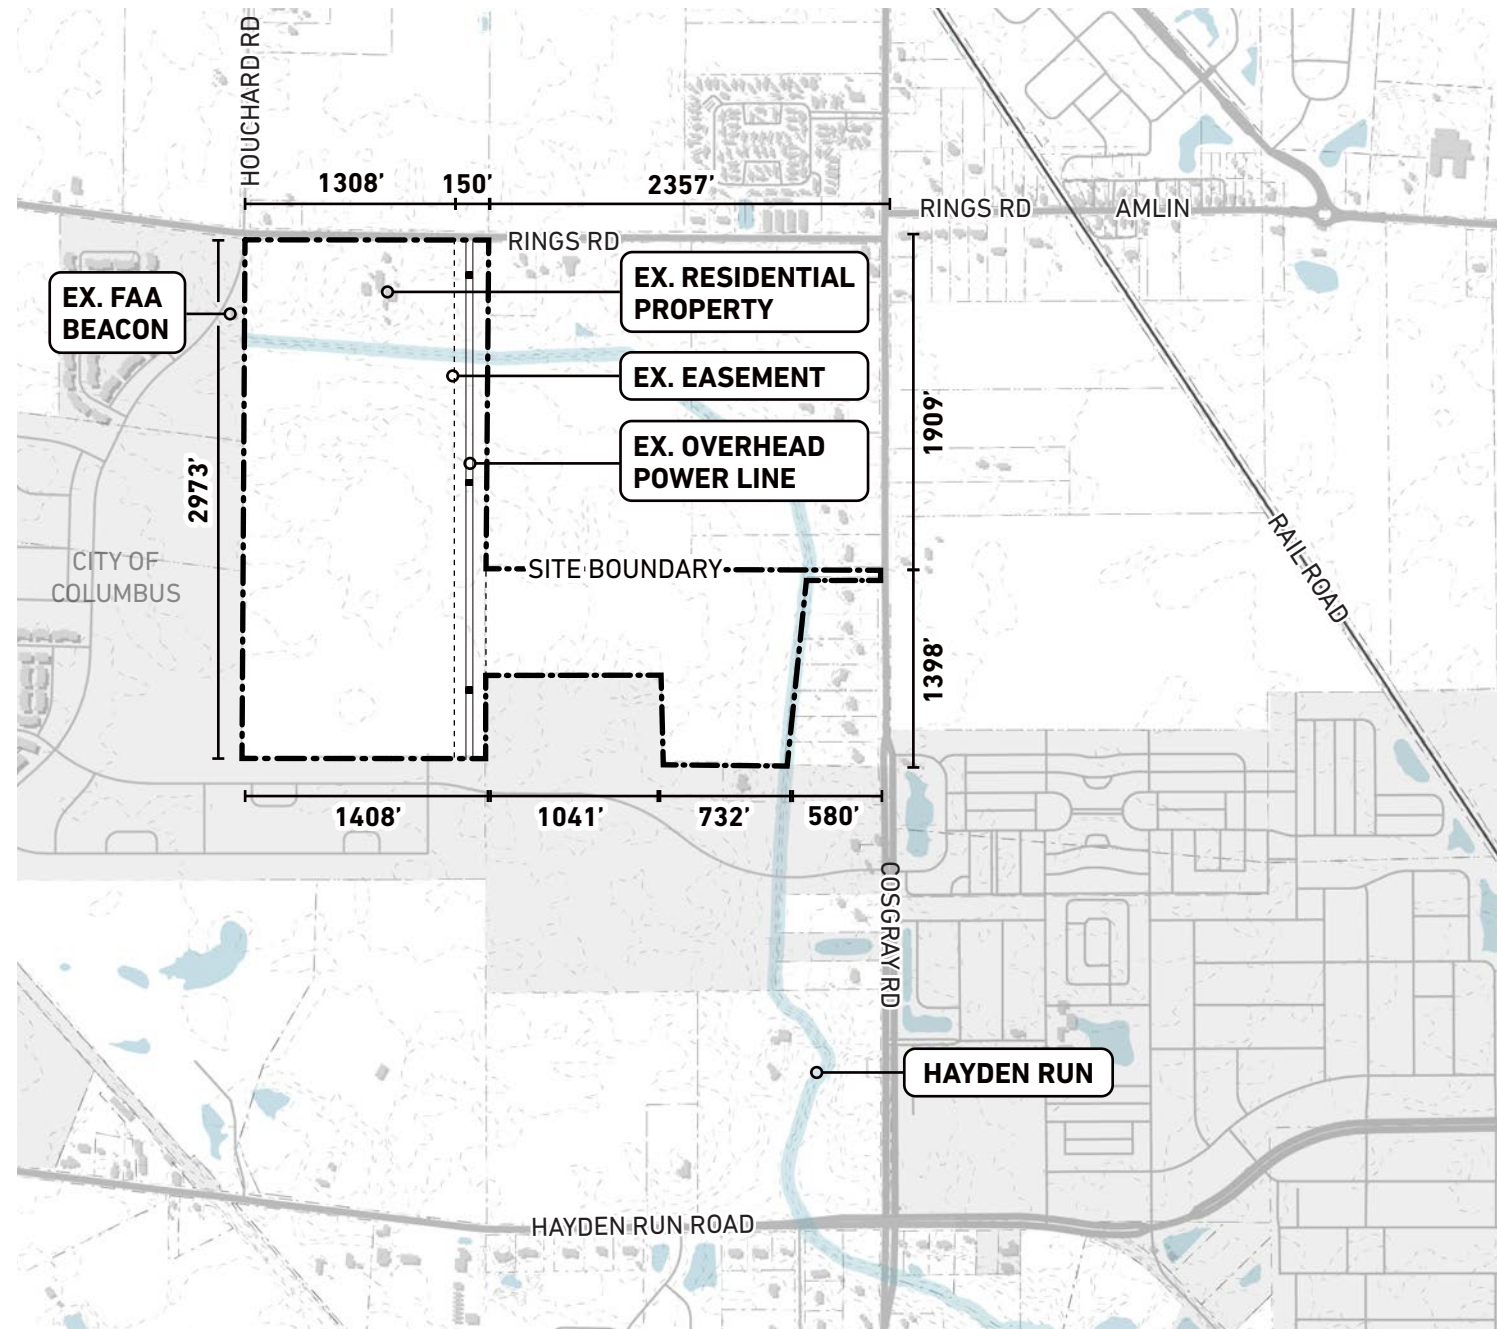 HOUCHARD RD
1308’
150’
2357’
RINGS RD
AMLIN
RINGS RD
EX. FAA
BEACON
EX. RESIDENTIAL
PROPERTY
EX. EASEMENT
EX. OVERHEAD
POWER LINE
1909’
2973’
CITY OF
COLUMBUS
SITE BOUNDARY
RAIL ROAD
1398’
1408’
1041’
732’
580’
COSGRAY RD
HAYDEN RUN
HAYDEN RUN ROAD